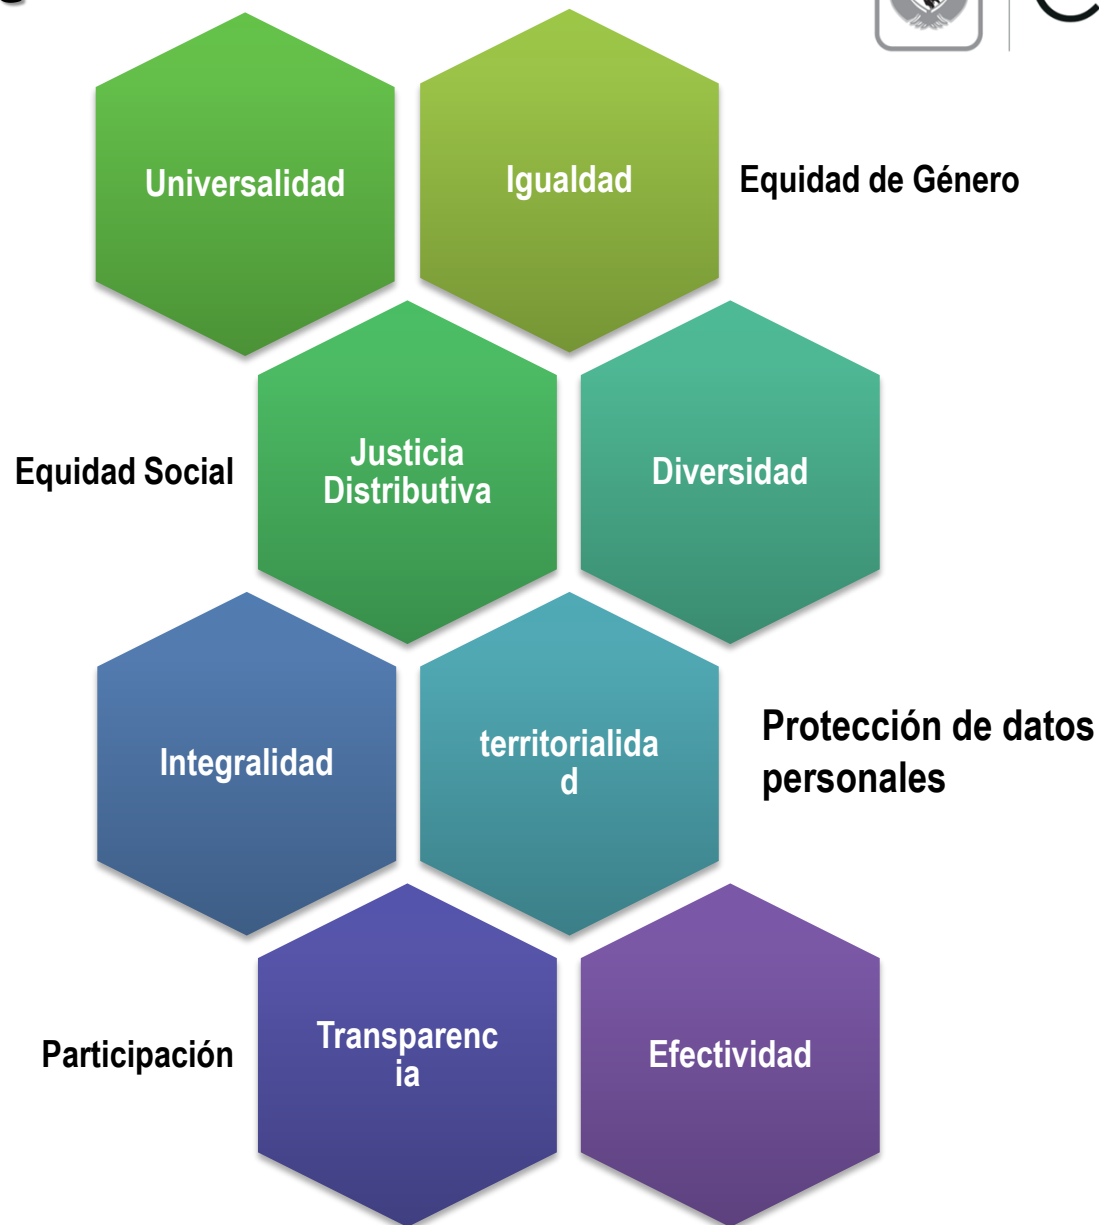 Universalidad
Igualdad
Equidad de Género
Equidad Social
Justicia
Distributiva
Diversidad
Integralidad
territorialida
d
Protección de datos
personales
Participación
Transparenc
ia
Efectividad